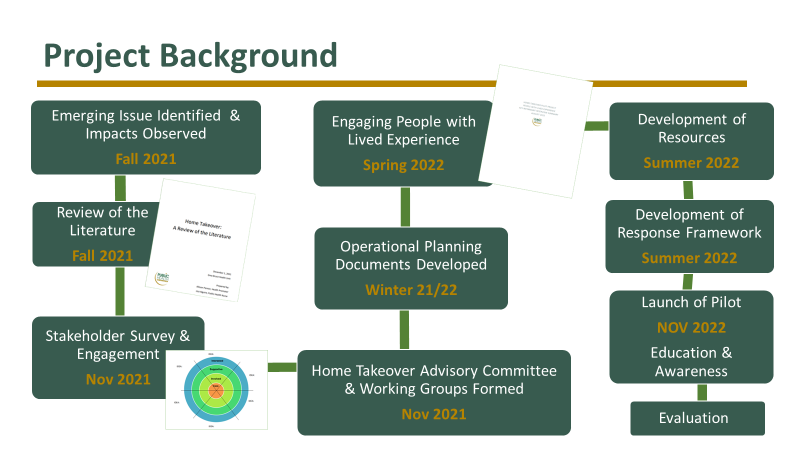 Project Background
Emerging Issue Identified &
Impacts Observed
Fall 2021
Review of the
Literature
Fall 2021
Home Takeover:
A Review of the Literature
Stakeholder Survey &
Engagement
Nov 2021
Home Takeover Advisory Committee
& Working Groups Formed
Nov 2021
Operational Planning
Documents Developed
Winter 21/22
Engaging People with
Lived Experience
Spring 2022
Development of
Resources
Summer 2022
Development of
Response Framework
Summer 2022
Launch of Pilot
NOV 2022
Education &
Awareness
Evaluation